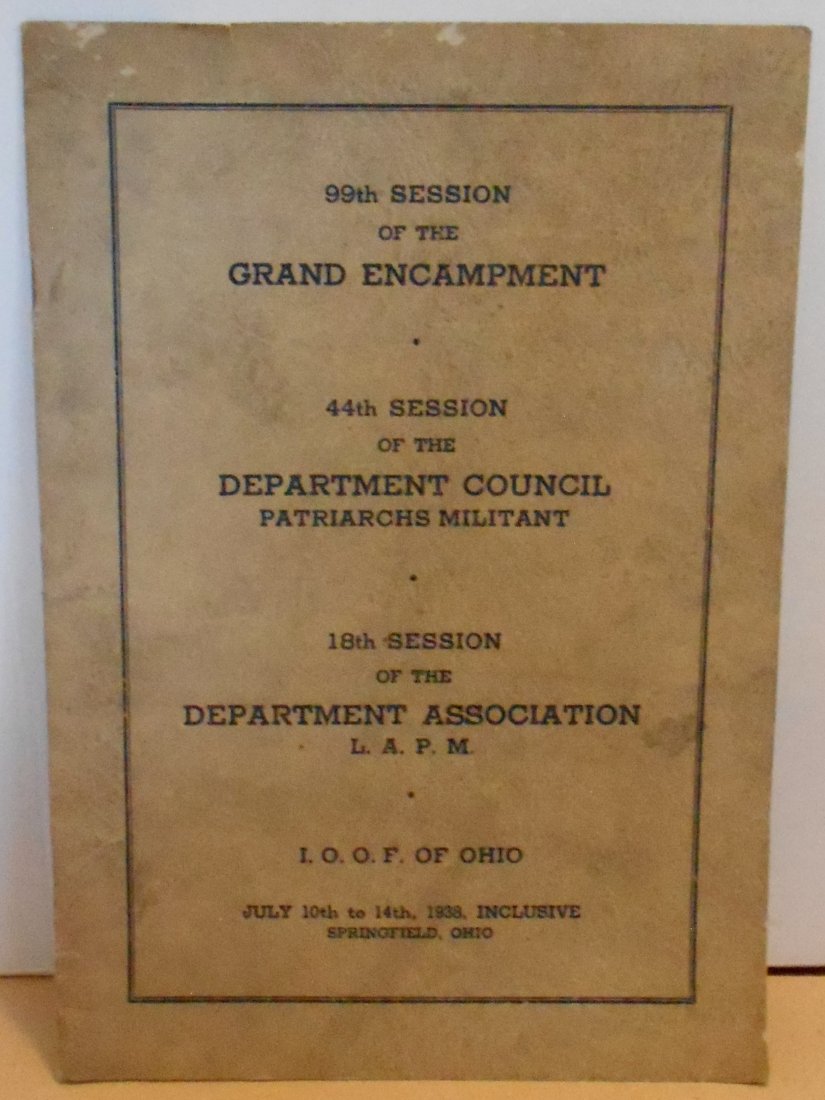 99th SESSION
OF THE
GRAND ENCAMPMENT
44th SESSION
OF THE
DEPARTMENT COUNCIL
PATRIARCHS MILITANT
18th SESSION
OF THE
DEPARTMENT ASSOCIATION
L. A. P. M.
I. O. O. F. OF OHIO
JULY 10th to 14th, 1938, INCLUSIVE
SPRINGFIELD, OHIO